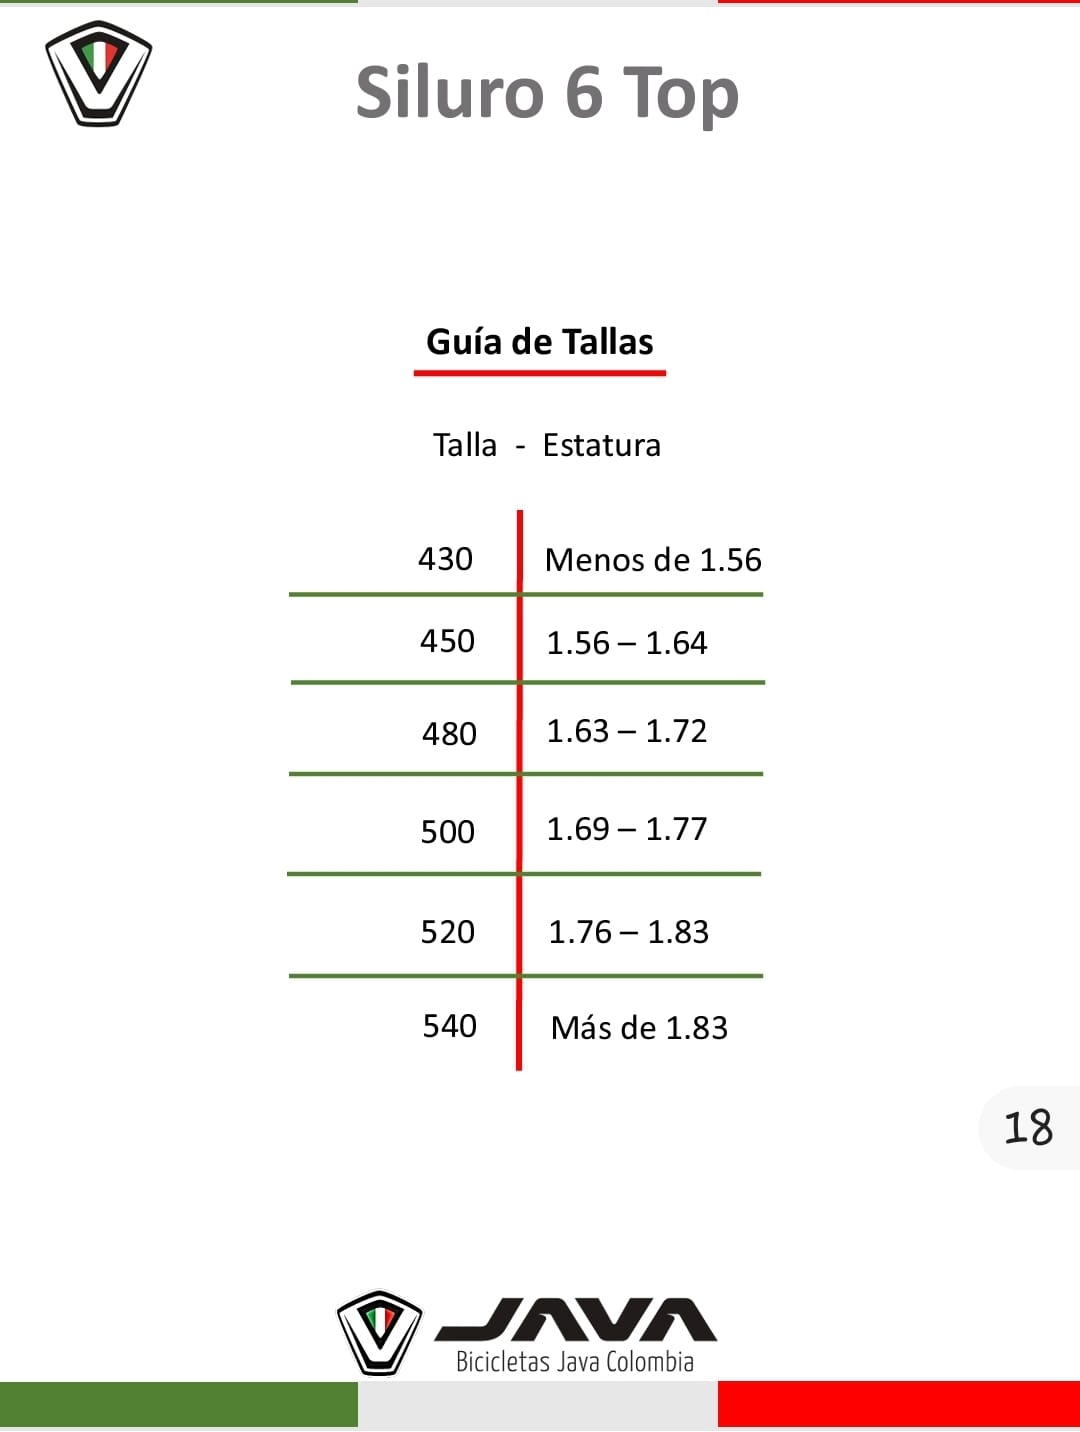 Siluro 6 Top
Guía de Tallas
Talla - Estatura
430 Menos de 1.56
450 1.56 – 1.64
480 1.63 – 1.72
500 1.69 – 1.77
520 1.76 – 1.83
540 Más de 1.83
18
JAVA
Bicicletas Java Colombia